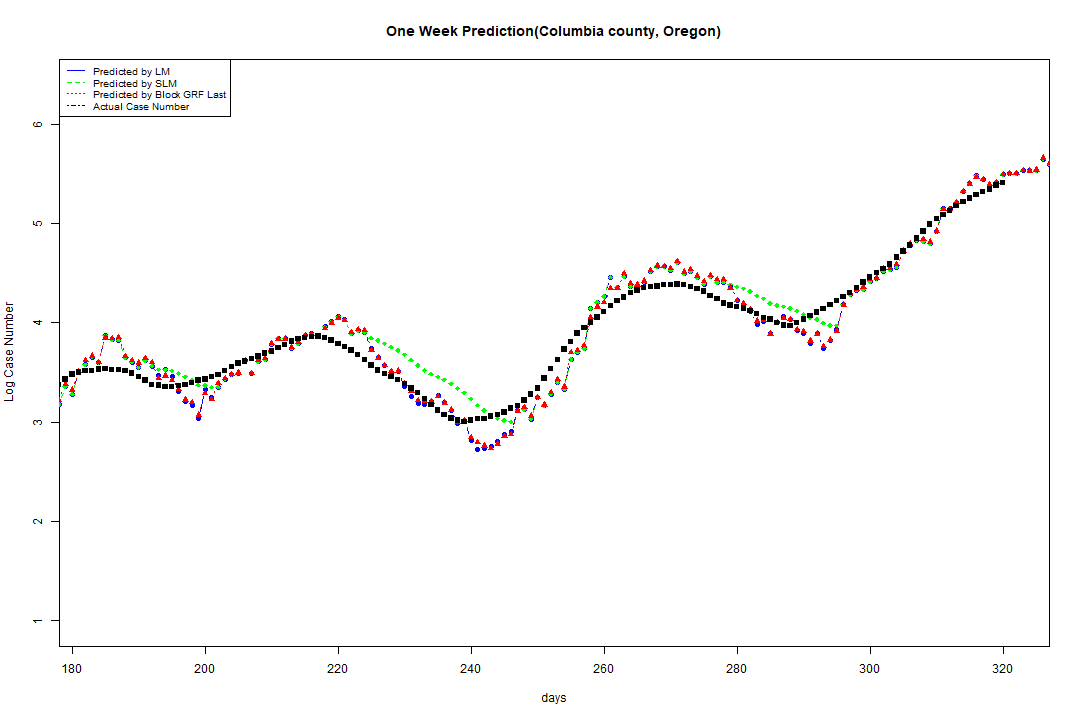 One Week Prediction(Columbia county, Oregon)
Predicted by LM
Predicted by SLM
Predicted by Block GRF Last
Actual Case Number
Log Case Number
6
5
4
3
2
1
180 200 220 240 260 280 300 320
days